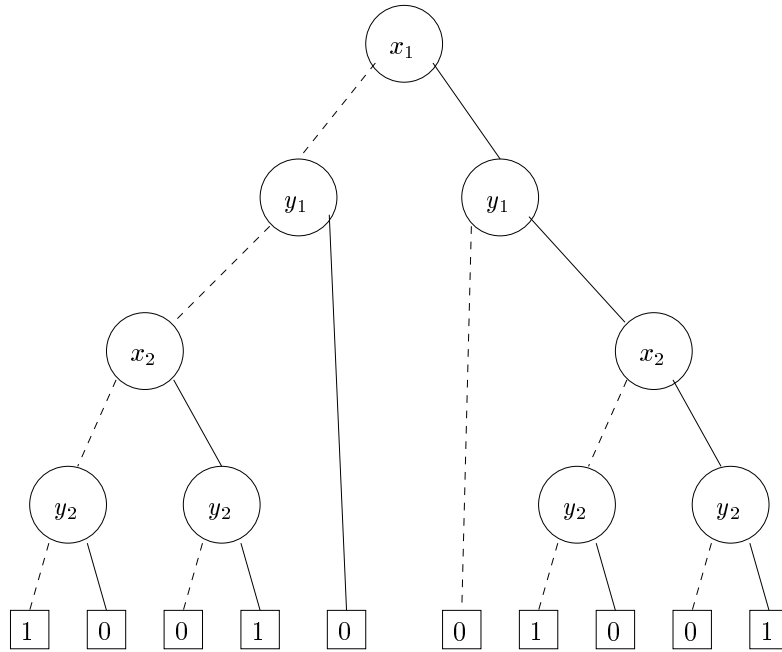 x₁
y₁ y₁
x₂ x₂
y₂ y₂ y₂ y₂
1 0 0 1 0 0 1 0 0 1